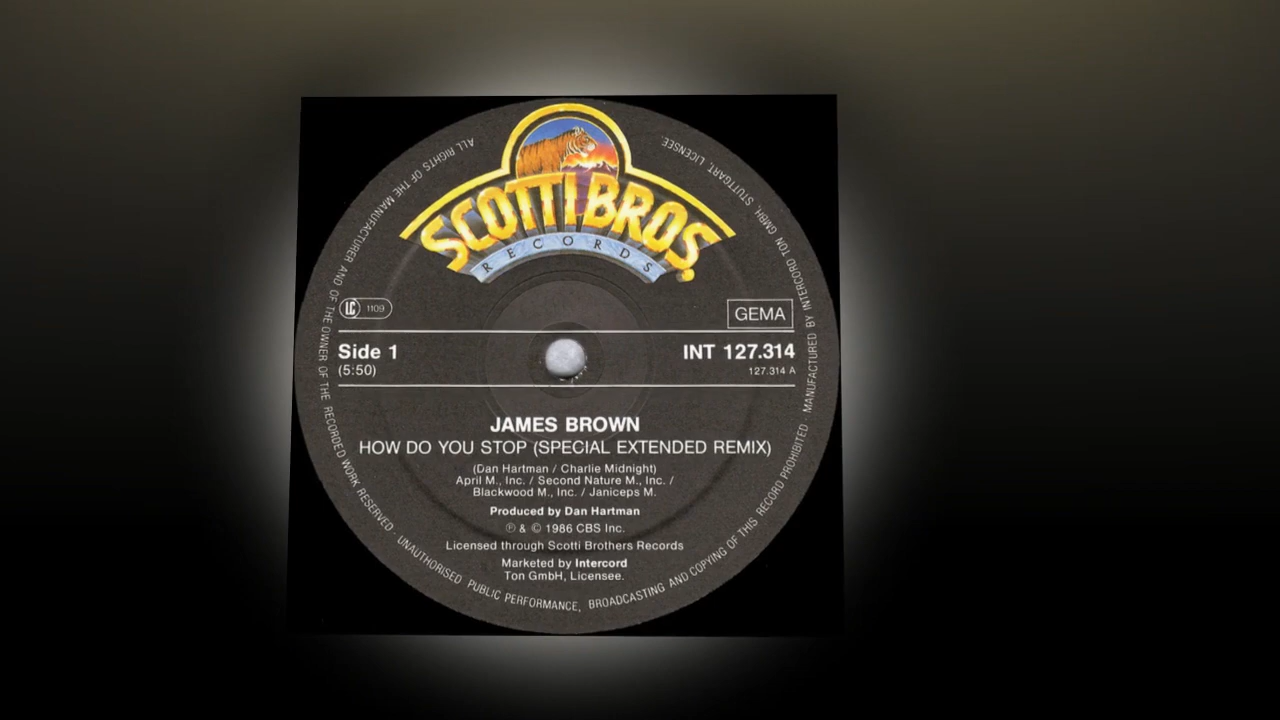 SCOTTI BROS.
RECORDS
LC 1109
GEMA
Side 1
(5:50)
INT 127.314
127.314 A
JAMES BROWN
HOW DO YOU STOP (SPECIAL EXTENDED REMIX)
(Dan Hartman / Charlie Midnight)
April M., Inc. / Second Nature M., Inc. /
Blackwood M., Inc. / Janiceps M.
Produced by Dan Hartman
℗ & © 1986 CBS Inc.
Licensed through Scotti Brothers Records
Marketed by Intercord
Ton GmbH, Licensee.
ALL RIGHTS OF THE MANUFACTURER AND OF THE OWNER OF THE RECORDED WORK RESERVED · UNAUTHORISED PUBLIC PERFORMANCE, BROADCASTING AND COPYING OF THIS RECORD PROHIBITED · MANUFACTURED BY INTERCORD TON GMBH, STUTTGART, LICENSEE.